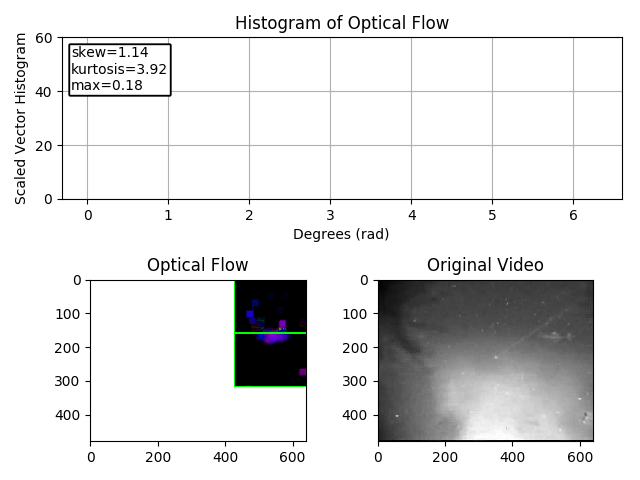 Histogram of Optical Flow
Scaled Vector Histogram
60
40
20
0
skew=1.14
kurtosis=3.92
max=0.18
0 1 2 3 4 5 6
Degrees (rad)
Optical Flow
0
100
200
300
400
0 200 400 600
Original Video
0
100
200
300
400
0 200 400 600